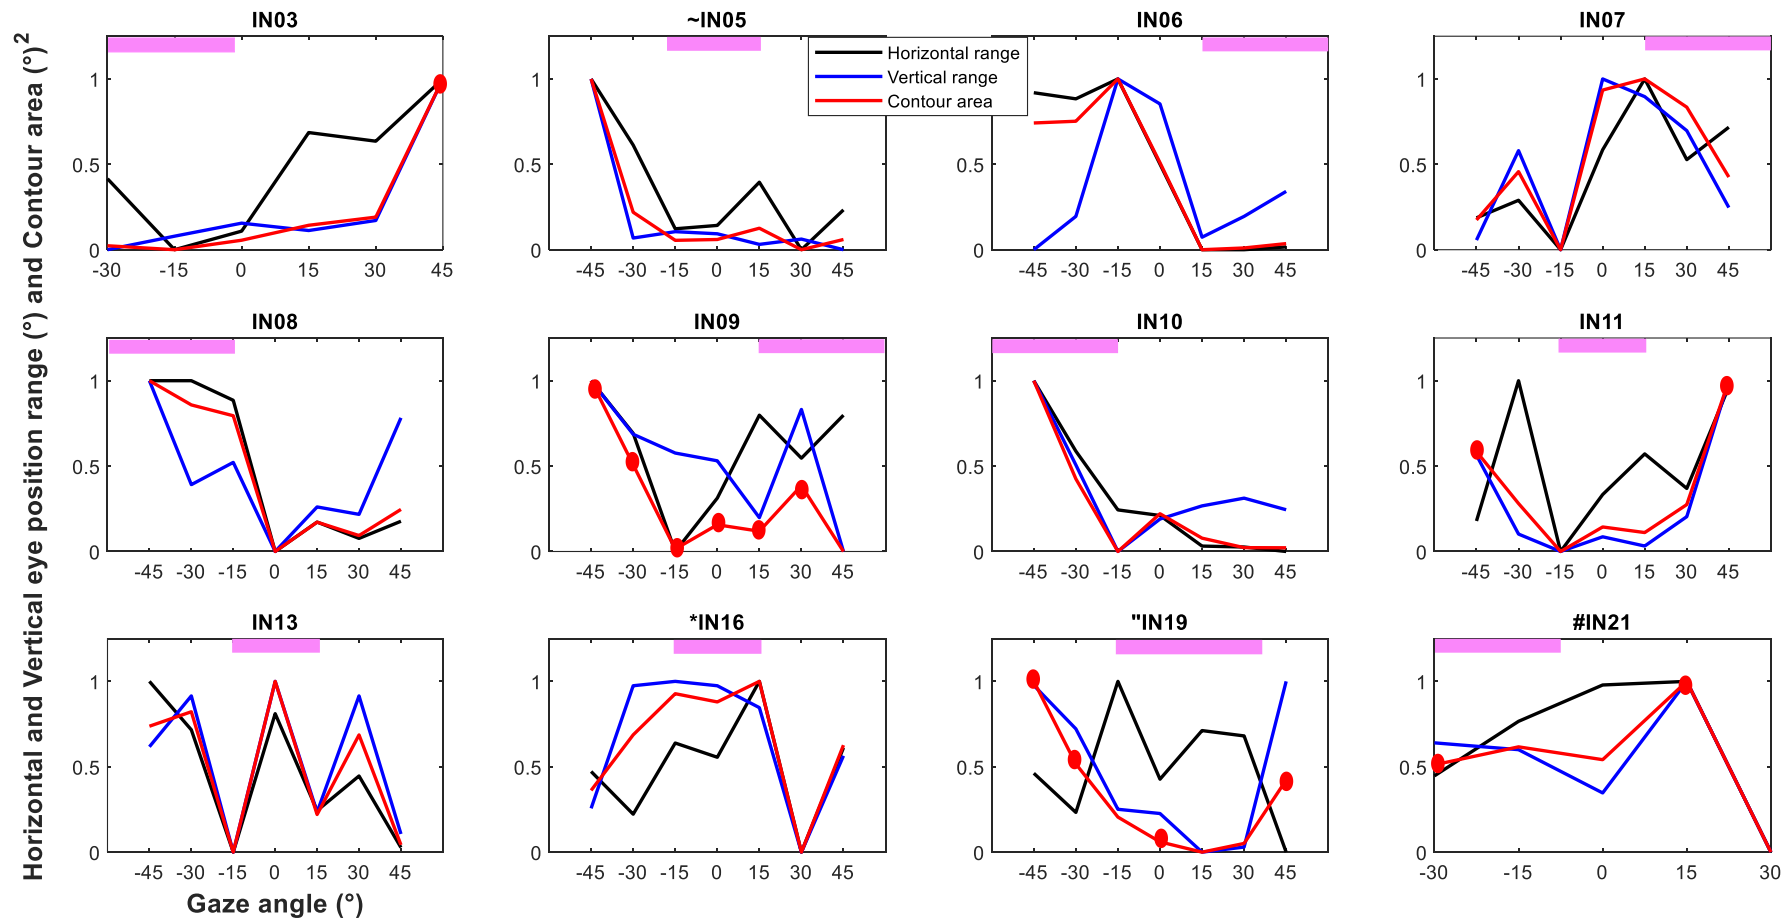 Horizontal and Vertical eye position range (°) and Contour area (°)2
IN03
~IN05
IN06
IN07
Horizontal range
Vertical range
Contour area
1
0.5
0
-30 -15 0 15 30 45
1
0.5
0
-45 -30 -15 0 15 30 45
1
0.5
0
-45 -30 -15 0 15 30 45
1
0.5
0
-45 -30 -15 0 15 30 45
IN08
IN09
IN10
IN11
1
0.5
0
-45 -30 -15 0 15 30 45
1
0.5
0
-45 -30 -15 0 15 30 45
1
0.5
0
-45 -30 -15 0 15 30 45
1
0.5
0
-45 -30 -15 0 15 30 45
IN13
*IN16
"IN19
#IN21
1
0.5
0
-45 -30 -15 0 15 30 45
1
0.5
0
-45 -30 -15 0 15 30 45
1
0.5
0
-45 -30 -15 0 15 30 45
1
0.5
0
-30 -15 0 15 30
Gaze angle (°)